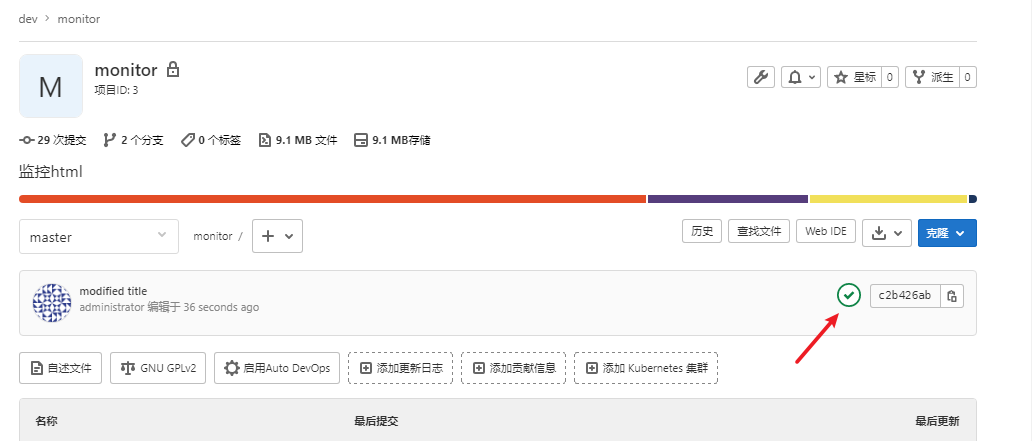 dev > monitor
M
monitor
项目ID: 3
星标 0 派生 0
29 次提交 2 个分支 0 个标签 9.1 MB 文件 9.1 MB存储
监控html
master monitor / 历史 查找文件 Web IDE 克隆
modified title
administrator 编辑于 36 seconds ago
c2b426ab
自述文件 GNU GPLv2 启用Auto DevOps 添加更新日志 添加贡献信息 添加 Kubernetes 集群
名称 最后提交 最后更新